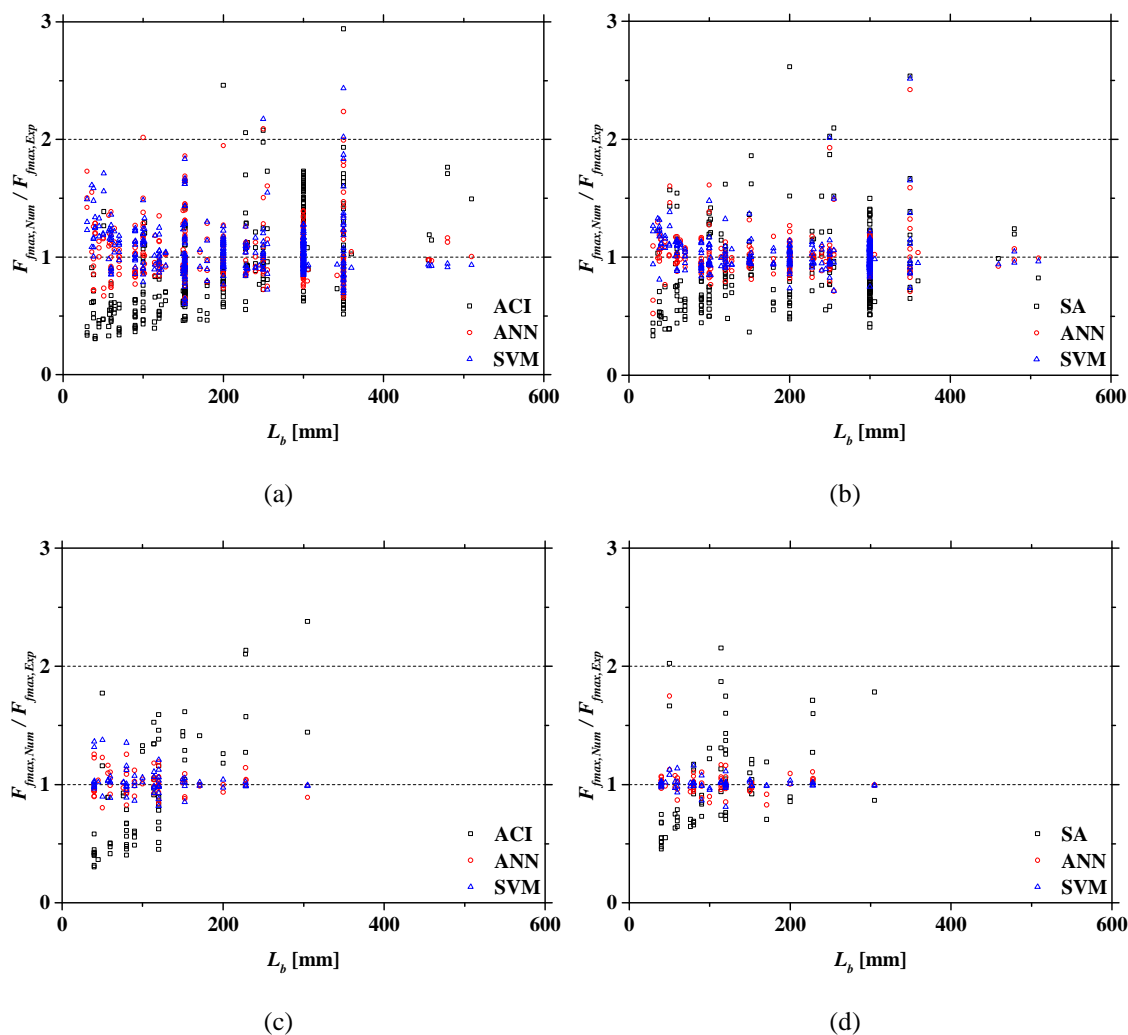 3
2
1
0
F_fmax,Num / F_fmax,Exp
ACI
ANN
SVM
0 200 400 600
L_b [mm]
(a)
3
2
1
0
F_fmax,Num / F_fmax,Exp
SA
ANN
SVM
0 200 400 600
L_b [mm]
(b)
3
2
1
0
F_fmax,Num / F_fmax,Exp
ACI
ANN
SVM
0 200 400 600
L_b [mm]
(c)
3
2
1
0
F_fmax,Num / F_fmax,Exp
SA
ANN
SVM
0 200 400 600
L_b [mm]
(d)